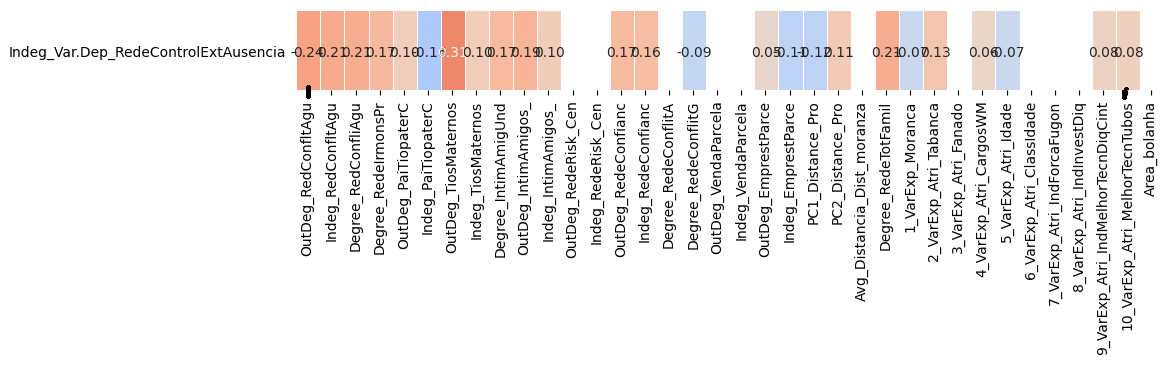 Indeg_Var.Dep_RedeControlExtAusencia 0.24 0.21 0.21 0.17 0.10 0.31 0.10 0.17 0.19 0.10 0.17 0.16 -0.09 0.05 -0.11 -0.12 0.11 0.21 -0.07 0.13 0.06 -0.07 0.08 0.08
OutDeg_RedConfltAgu
Indeg_RedConfltAgu
Degree_RedConfliAgu
Degree_RedeIrmonsPr
OutDeg_PaiTiopaterC
Indeg_PaiTiopaterC
OutDeg_TiosMaternos
Indeg_TiosMaternos
Degree_IntimAmigUnd
OutDeg_IntimAmigos_
Indeg_IntimAmigos_
OutDeg_RedeRisk_Cen
Indeg_RedeRisk_Cen
OutDeg_RedeConfianc
Indeg_RedeConfianc
Degree_RedeConflitA
Degree_RedeConflitG
OutDeg_VendaParcela
Indeg_VendaParcela
OutDeg_EmprestParce
Indeg_EmprestParce
PC1_Distance_Pro
PC2_Distance_Pro
Avg_Distancia_Dist_moranza
Degree_RedeTotFamil
1_VarExp_Moranca
2_VarExp_Atri_Tabanca
3_VarExp_Atri_Fanado
4_VarExp_Atri_CargosWM
5_VarExp_Atri_Idade
6_VarExp_Atri_ClassIdade
7_VarExp_Atri_IndForcaFugon
8_VarExp_Atri_IndInvestDiq
9_VarExp_Atri_IndMelhorTecnDiqCint
10_VarExp_Atri_MelhorTecnTubos
Area_bolanha